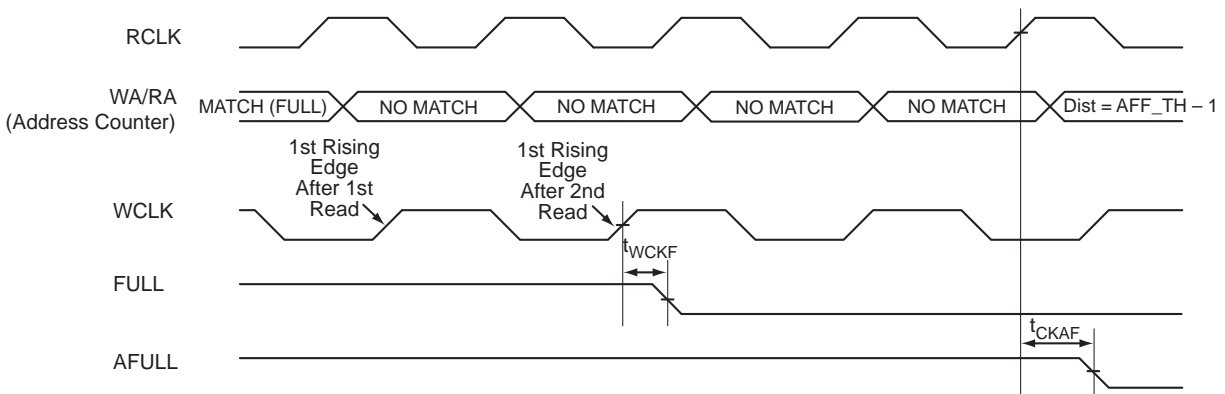 RCLK
WA/RA
(Address Counter)
MATCH (FULL)
NO MATCH
NO MATCH
NO MATCH
NO MATCH
Dist = AFF_TH – 1
1st Rising
Edge
After 1st
Read
1st Rising
Edge
After 2nd
Read
WCLK
tWCKF
FULL
tCKAF
AFULL